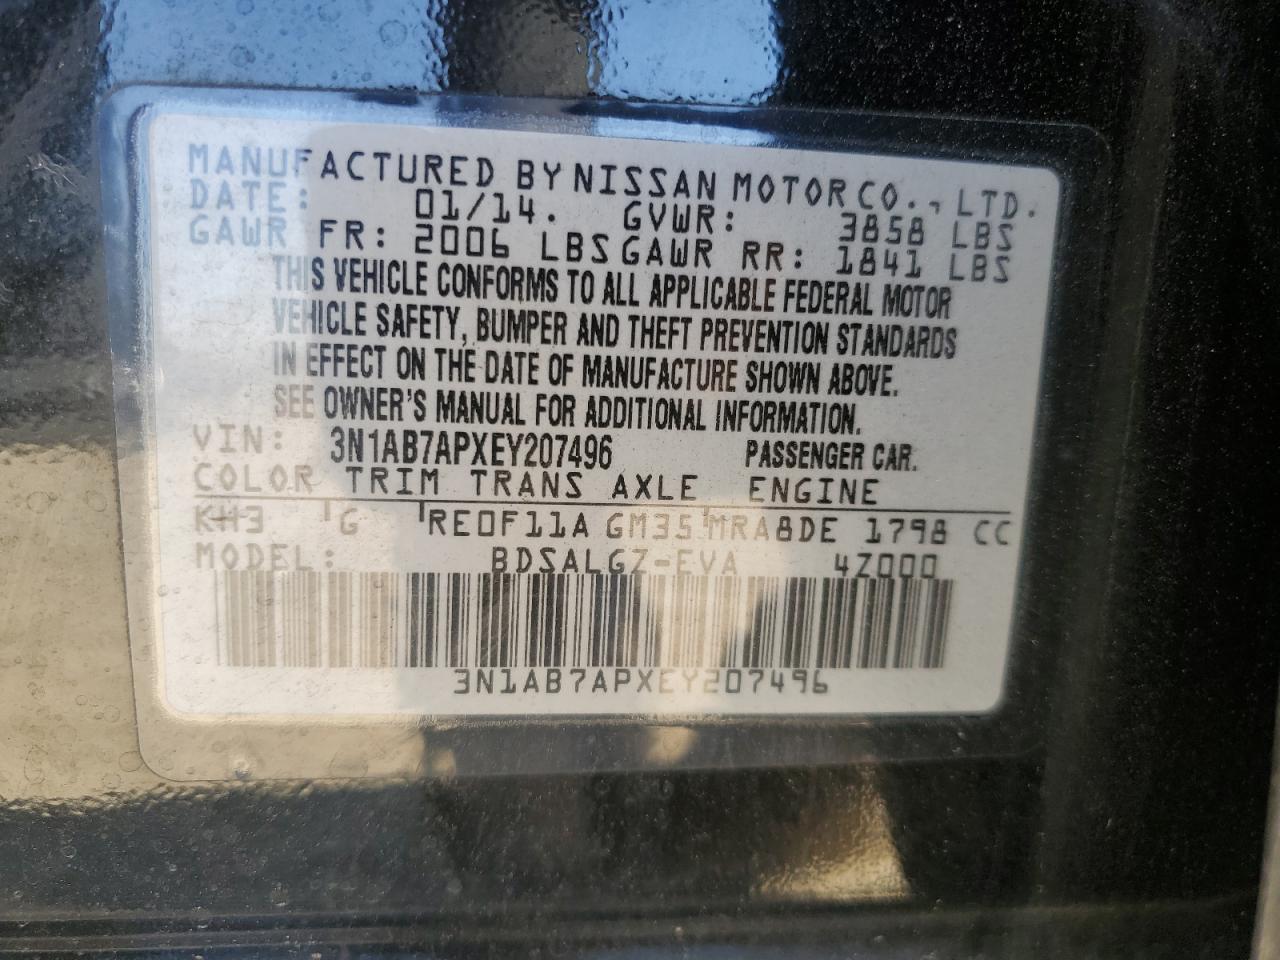 MANUFACTURED BY NISSAN MOTOR CO., LTD.
DATE: 01/14. GVWR: 3858 LBS
GAWR FR: 2006 LBS GAWR RR: 1841 LBS
THIS VEHICLE CONFORMS TO ALL APPLICABLE FEDERAL MOTOR
VEHICLE SAFETY, BUMPER AND THEFT PREVENTION STANDARDS
IN EFFECT ON THE DATE OF MANUFACTURE SHOWN ABOVE.
SEE OWNER'S MANUAL FOR ADDITIONAL INFORMATION.
VIN: 3N1AB7APXEY207496 PASSENGER CAR.
COLOR TRIM TRANS AXLE ENGINE
KH3 G RE0F11A GM35 MRA8DE 1798 CC
MODEL: BDSALGZ-EVA 4Z000
3N1AB7APXEY207496